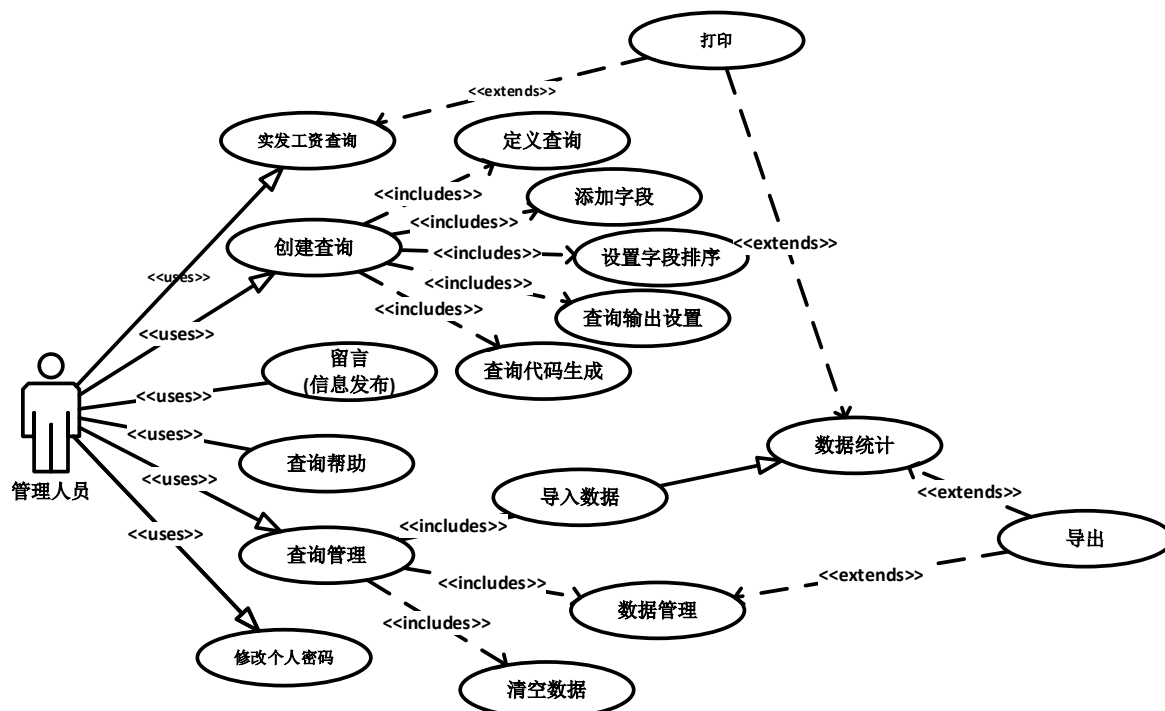 打印
<<extends>>
实发工资查询
定义查询
<<includes>>
添加字段
<<includes>>
创建查询
<<includes>>
设置字段排序
<<extends>>
<<uses>>
<<includes>>
<<includes>>
查询输出设置
<<uses>>
留言
(信息发布)
查询代码生成
<<uses>>
<<uses>>
查询帮助
数据统计
管理人员
<<uses>>
导入数据
<<extends>>
<<includes>>
<<uses>>
查询管理
导出
<<includes>>
<<extends>>
数据管理
<<includes>>
修改个人密码
清空数据